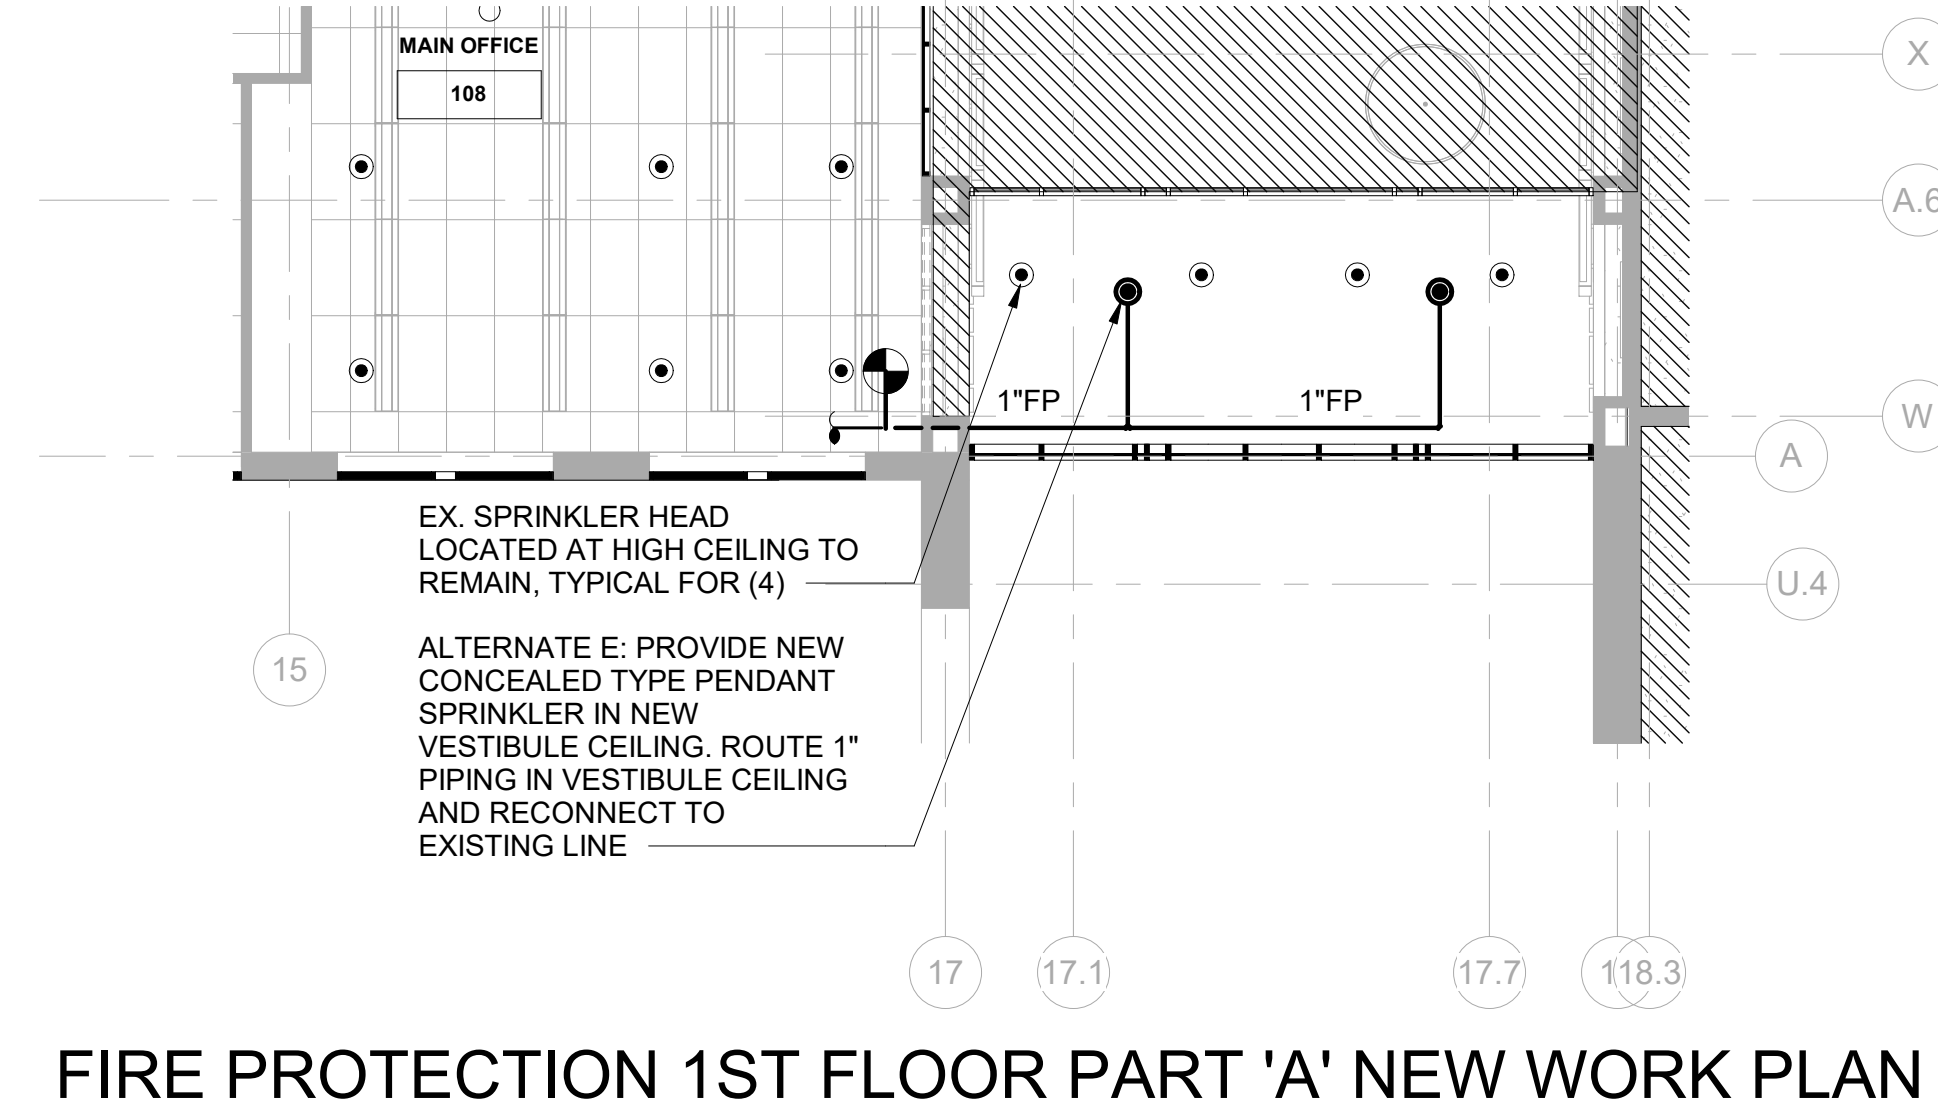 MAIN OFFICE
108
X
A.6
1"FP
1"FP
W
A
EX. SPRINKLER HEAD
LOCATED AT HIGH CEILING TO
REMAIN, TYPICAL FOR (4)
U.4
ALTERNATE E: PROVIDE NEW
CONCEALED TYPE PENDANT
SPRINKLER IN NEW
VESTIBULE CEILING. ROUTE 1"
PIPING IN VESTIBULE CEILING
AND RECONNECT TO
EXISTING LINE
15
17
17.1
17.7
18.3
FIRE PROTECTION 1ST FLOOR PART 'A' NEW WORK PLAN